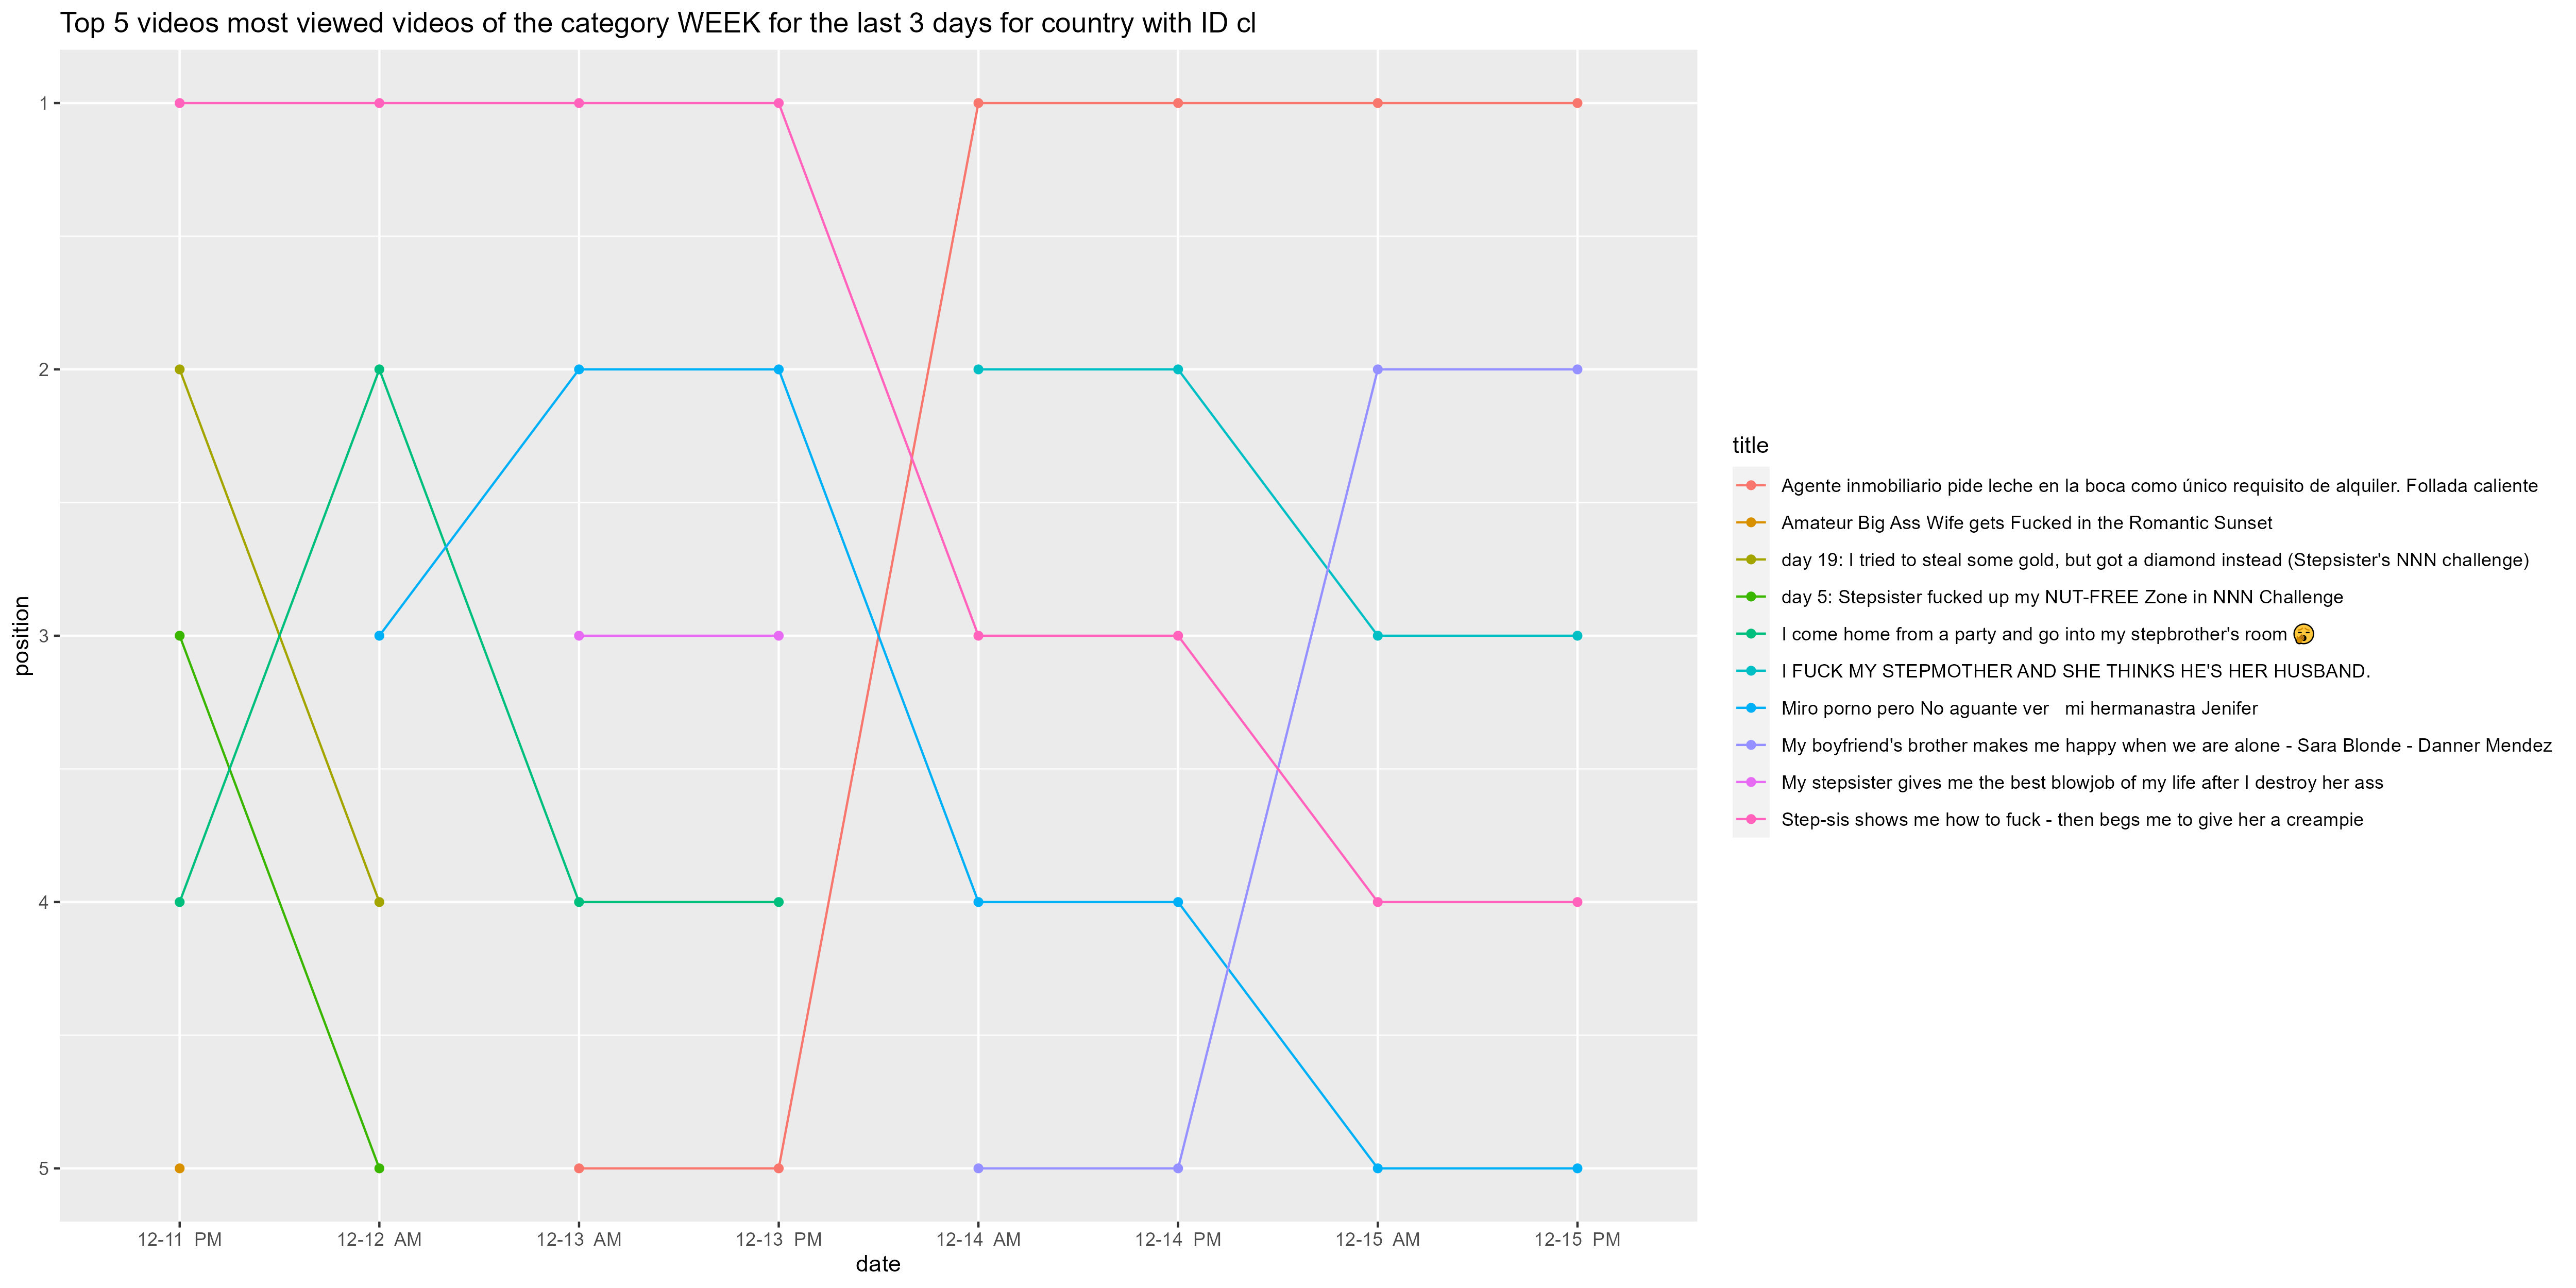 Top 5 videos most viewed videos of the category WEEK for the last 3 days for country with ID cl
position
1
2
3
4
5
12-11 PM
12-12 AM
12-13 AM
12-13 PM
12-14 AM
12-14 PM
12-15 AM
12-15 PM
date
title
Agente inmobiliario pide leche en la boca como único requisito de alquiler. Follada caliente
Amateur Big Ass Wife gets Fucked in the Romantic Sunset
day 19: I tried to steal some gold, but got a diamond instead (Stepsister's NNN challenge)
day 5: Stepsister fucked up my NUT-FREE Zone in NNN Challenge
I come home from a party and go into my stepbrother's room 🥱
I FUCK MY STEPMOTHER AND SHE THINKS HE'S HER HUSBAND.
Miro porno pero No aguante ver   mi hermanastra Jenifer
My boyfriend's brother makes me happy when we are alone - Sara Blonde - Danner Mendez
My stepsister gives me the best blowjob of my life after I destroy her ass
Step-sis shows me how to fuck - then begs me to give her a creampie